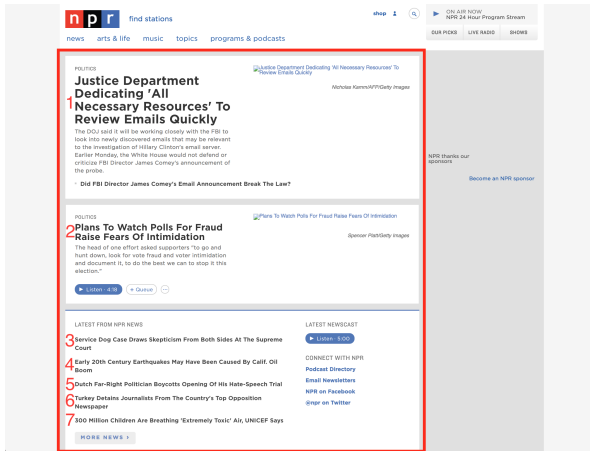 npr
find stations
shop
ON AIR NOW
NPR 24 Hour Program Stream
news arts & life music topics programs & podcasts
OUR PICKS LIVE RADIO SHOWS
POLITICS
1
Justice Department
Dedicating 'All
Necessary Resources' To
Review Emails Quickly
The DOJ said it will be working closely with the FBI to
look into newly discovered emails that may be relevant
to the investigation of Hillary Clinton's email server.
Earlier Monday, the White House would not defend or
criticize FBI Director James Comey's announcement of
the probe.
Did FBI Director James Comey's Email Announcement Break The Law?
Justice Department Dedicating 'All Necessary Resources' To
Review Emails Quickly
Nicholas Kamm/AFP/Getty Images
NPR thanks our
sponsors
Become an NPR sponsor
POLITICS
2
Plans To Watch Polls For Fraud
Raise Fears Of Intimidation
The head of one effort asked supporters "to go and
hunt down, look for vote fraud and voter intimidation
and document it, to do the best we can to stop it this
election."
Listen · 4:18 + Queue
Plans To Watch Polls For Fraud Raise Fears Of Intimidation
Spencer Platt/Getty Images
LATEST FROM NPR NEWS
3
Service Dog Case Draws Skepticism From Both Sides At The Supreme
Court
4
Early 20th Century Earthquakes May Have Been Caused By Calif. Oil
Boom
5
Dutch Far-Right Politician Boycotts Opening Of His Hate-Speech Trial
6
Turkey Detains Journalists From The Country's Top Opposition
Newspaper
7
300 Million Children Are Breathing 'Extremely Toxic' Air, UNICEF Says
MORE NEWS >
LATEST NEWSCAST
Listen · 5:00
CONNECT WITH NPR
Podcast Directory
Email Newsletters
NPR on Facebook
@npr on Twitter